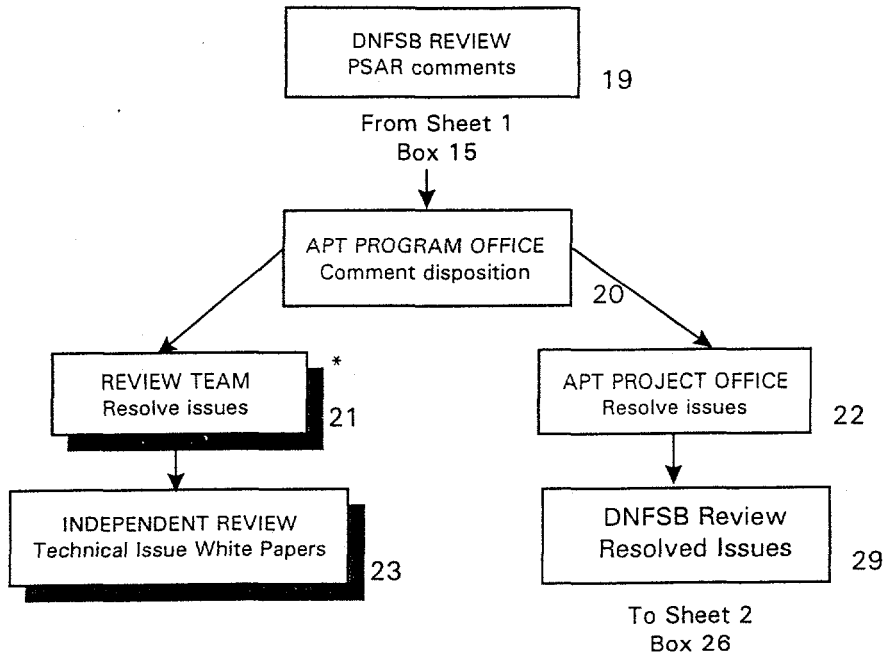 DNFSB REVIEW
PSAR comments
19
From Sheet 1
Box 15
APT PROGRAM OFFICE
Comment disposition
20
*
REVIEW TEAM
Resolve issues
21
APT PROJECT OFFICE
Resolve issues
22
INDEPENDENT REVIEW
Technical Issue White Papers
23
DNFSB Review
Resolved Issues
29
To Sheet 2
Box 26